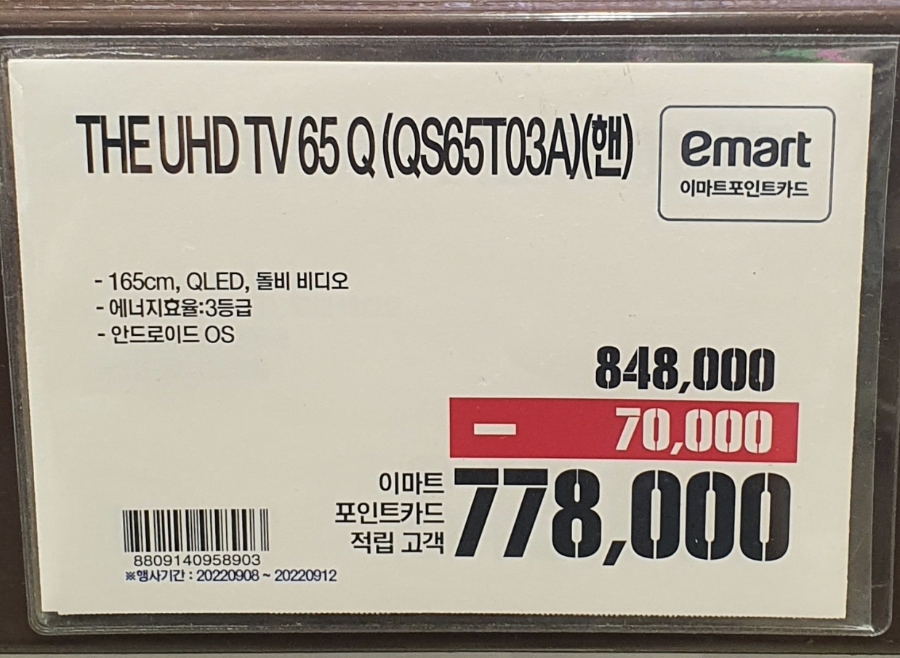 THE UHD TV 65 Q (QS65T03A)(핸)
emart
이마트포인트카드
- 165cm, QLED, 돌비 비디오
- 에너지효율:3등급
- 안드로이드 OS
848,000
- 70,000
이마트
포인트카드
적립 고객
778,000
8809140958903
※행사기간 : 20220908 ~ 20220912